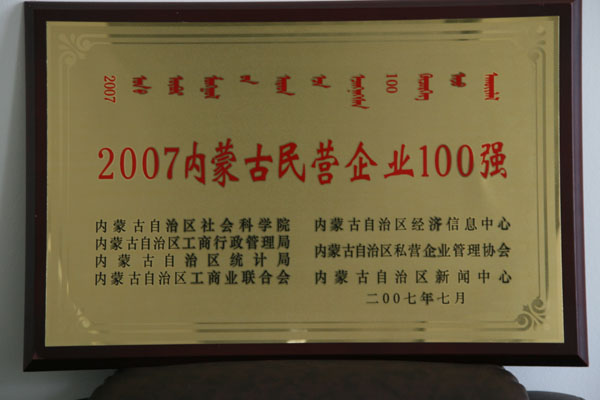 2007
100
2007内蒙古民营企业100强
内蒙古自治区社会科学院
内蒙古自治区工商行政管理局
内蒙古自治区统计局
内蒙古自治区工商业联合会
内蒙古自治区经济信息中心
内蒙古自治区私营企业管理协会
内蒙古自治区新闻中心
二00七年七月